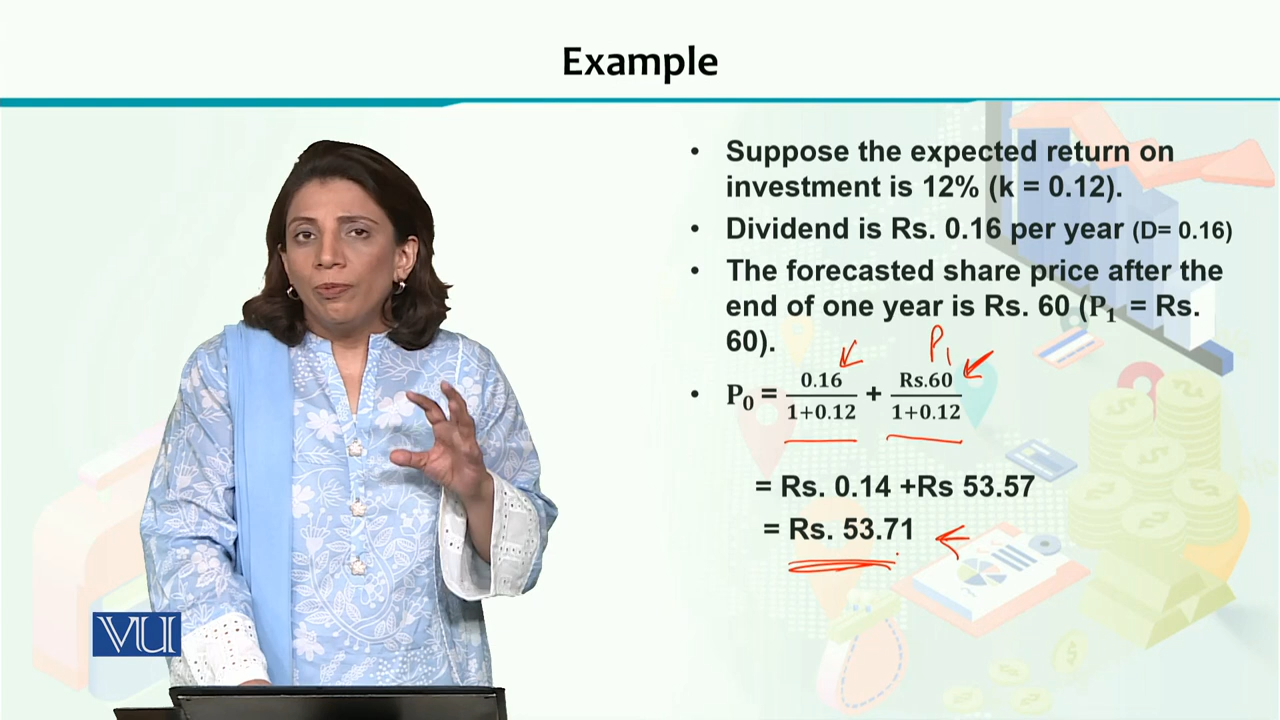 Example
• Suppose the expected return on
investment is 12% (k = 0.12).
• Dividend is Rs. 0.16 per year (D= 0.16)
• The forecasted share price after the
end of one year is Rs. 60 (P₁ = Rs.
60).
P₁
• P₀ = 0.16/1+0.12 + Rs.60/1+0.12
= Rs. 0.14 +Rs 53.57
= Rs. 53.71
VU